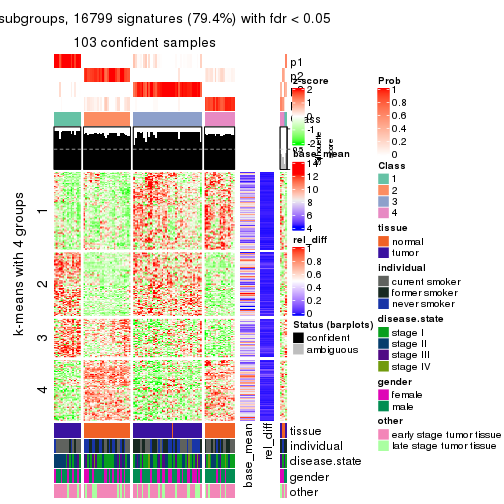 subgroups, 16799 signatures (79.4%) with fdr < 0.05
103 confident samples
p1
p2
z-score
2
1
0
-1
-2
base_mean
14
12
10
8
6
4
rel_diff
1
0.8
0.6
0.4
0.2
0
Status (barplots)
confident
ambiguous
Prob
1
0.8
0.6
0.4
0.2
0
Class
1
2
3
4
tissue
normal
tumor
individual
current smoker
former smoker
never smoker
disease.state
stage I
stage II
stage III
stage IV
gender
female
male
other
early stage tumor tissue
late stage tumor tissue
k-means with 4 groups
1
2
3
4
base_mean
rel_diff
tissue
individual
disease.state
gender
other